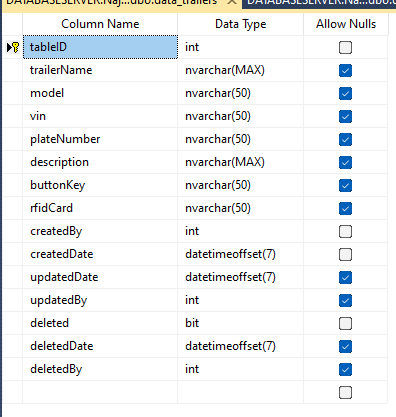 DATABASESERVER.Naj...dbo.data_trailers
DATABASESERVER.Naj...dbo.d
Column Name Data Type Allow Nulls
tableID int
trailerName nvarchar(MAX)
model nvarchar(50)
vin nvarchar(50)
plateNumber nvarchar(50)
description nvarchar(MAX)
buttonKey nvarchar(50)
rfidCard nvarchar(50)
createdBy int
createdDate datetimeoffset(7)
updatedDate datetimeoffset(7)
updatedBy int
deleted bit
deletedDate datetimeoffset(7)
deletedBy int